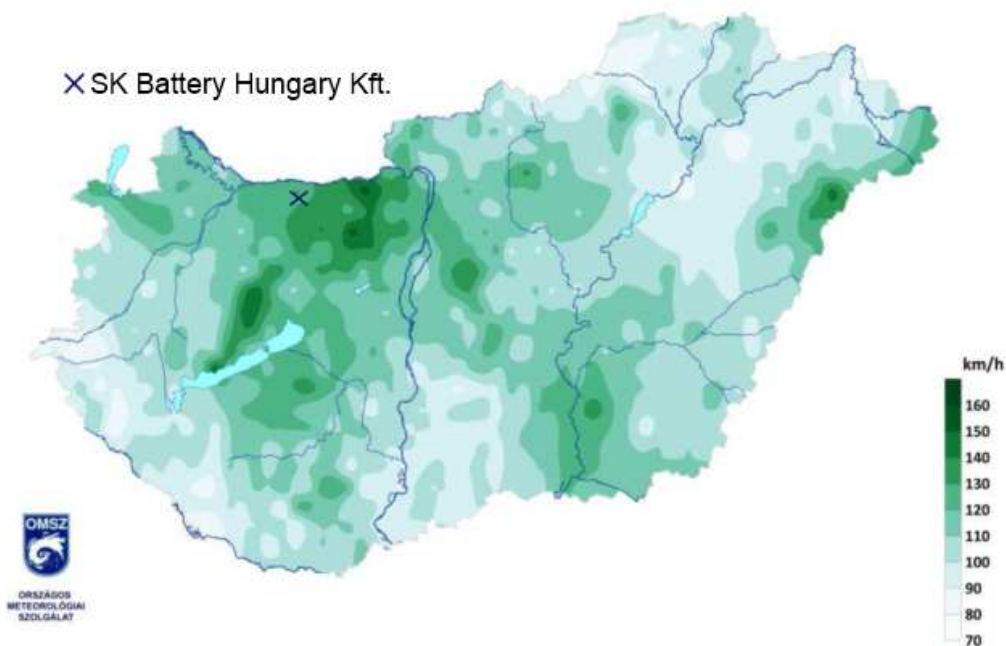 × SK Battery Hungary Kft.
km/h
160
150
140
130
120
110
100
90
80
70
OMSZ
ORSZÁGOS
METEOROLÓGIAI
SZOLGÁLAT